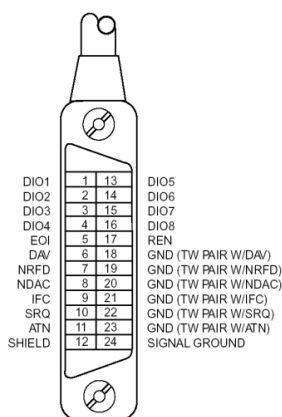 DIO1 1 13 DIO5
DIO2 2 14 DIO6
DIO3 3 15 DIO7
DIO4 4 16 DIO8
EOI 5 17 REN
DAV 6 18 GND (TW PAIR W/DAV)
NRFD 7 19 GND (TW PAIR W/NRFD)
NDAC 8 20 GND (TW PAIR W/NDAC)
IFC 9 21 GND (TW PAIR W/IFC)
SRQ 10 22 GND (TW PAIR W/SRQ)
ATN 11 23 GND (TW PAIR W/ATN)
SHIELD 12 24 SIGNAL GROUND